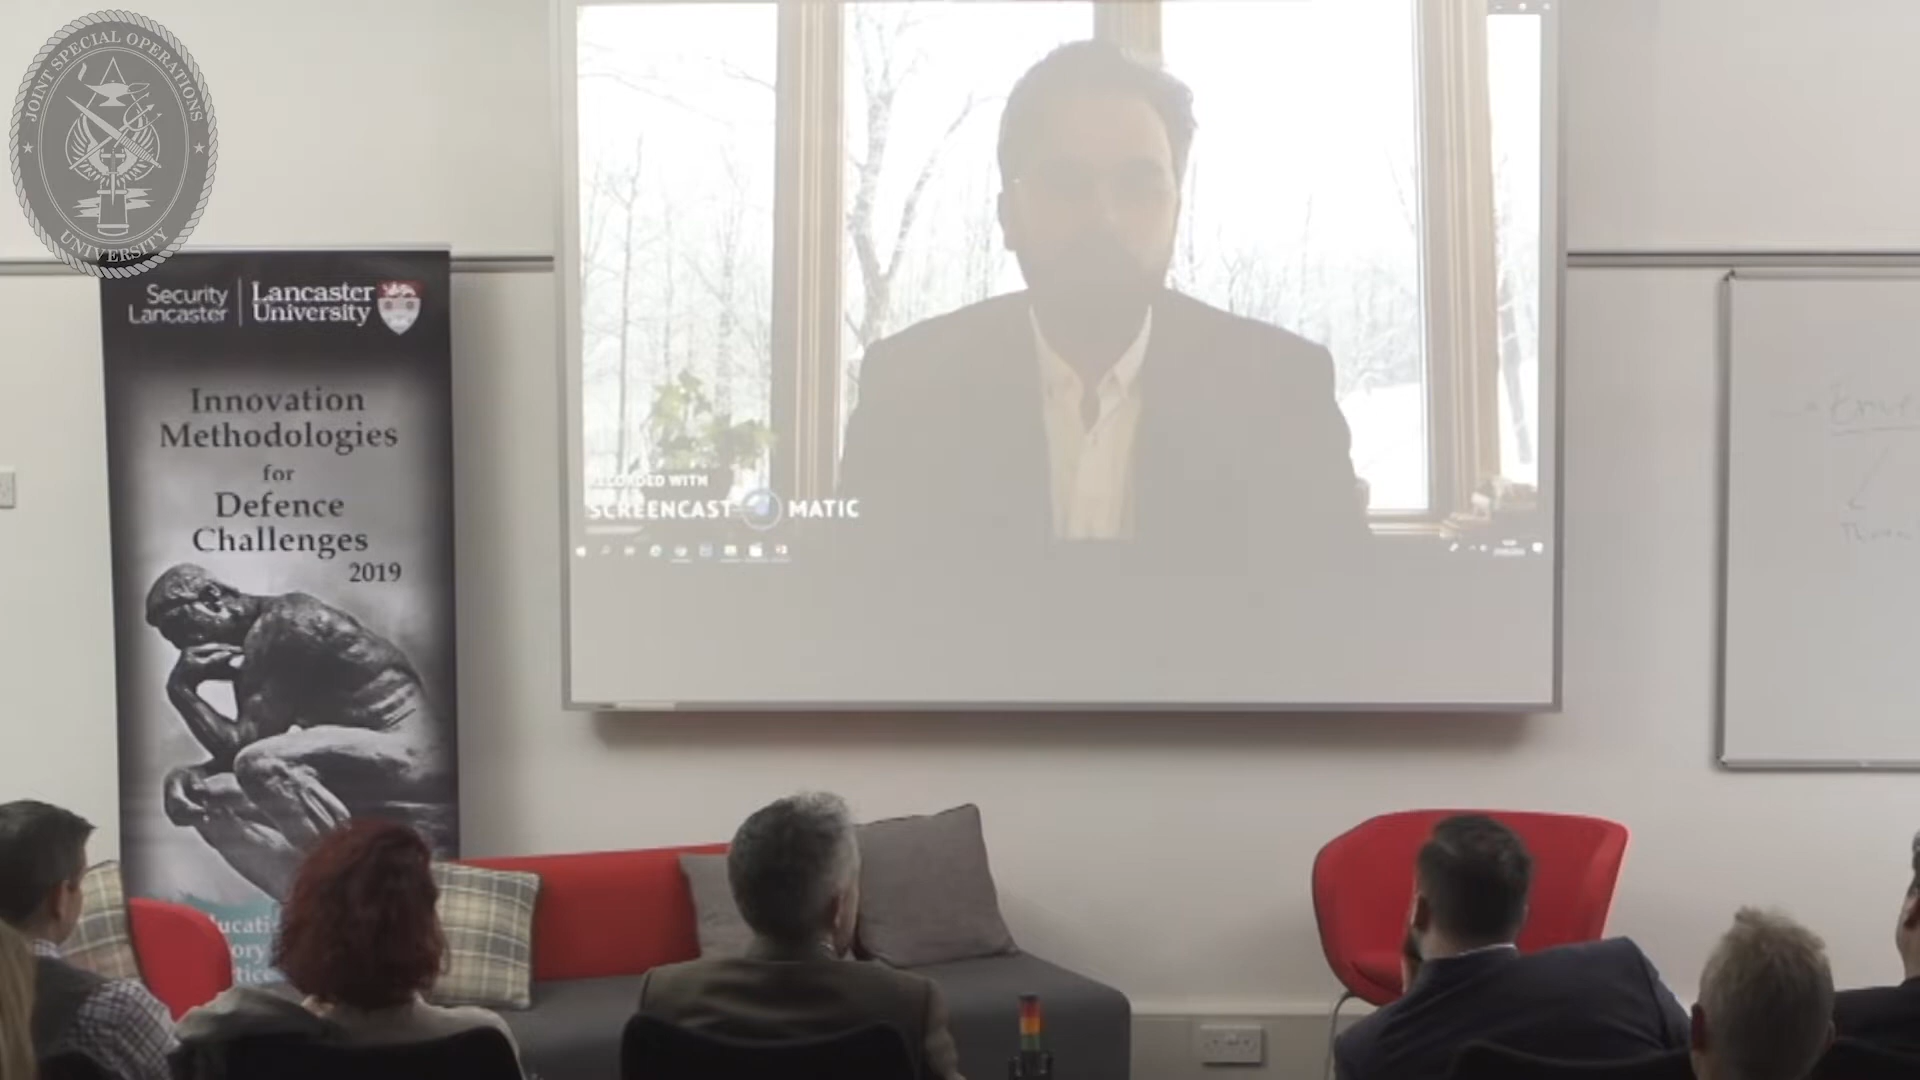 JOINT SPECIAL OPERATIONS
UNIVERSITY
Security
Lancaster
Lancaster
University
Innovation
Methodologies
for
Defence
Challenges
2019
RECORDED WITH
SCREENCAST MATIC